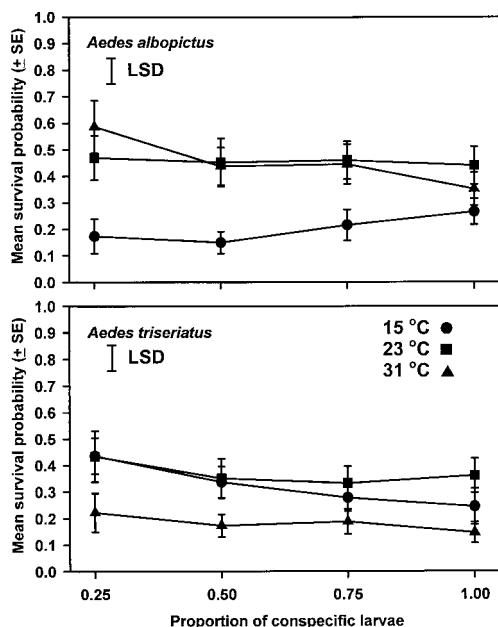 Mean survival probability (± SE)
1.0
0.9
0.8
0.7
0.6
0.5
0.4
0.3
0.2
0.1
0.0
Aedes albopictus
LSD
Mean survival probability (± SE)
1.0
0.9
0.8
0.7
0.6
0.5
0.4
0.3
0.2
0.1
0.0
Aedes triseriatus
LSD
15 °C
23 °C
31 °C
0.25 0.50 0.75 1.00
Proportion of conspecific larvae